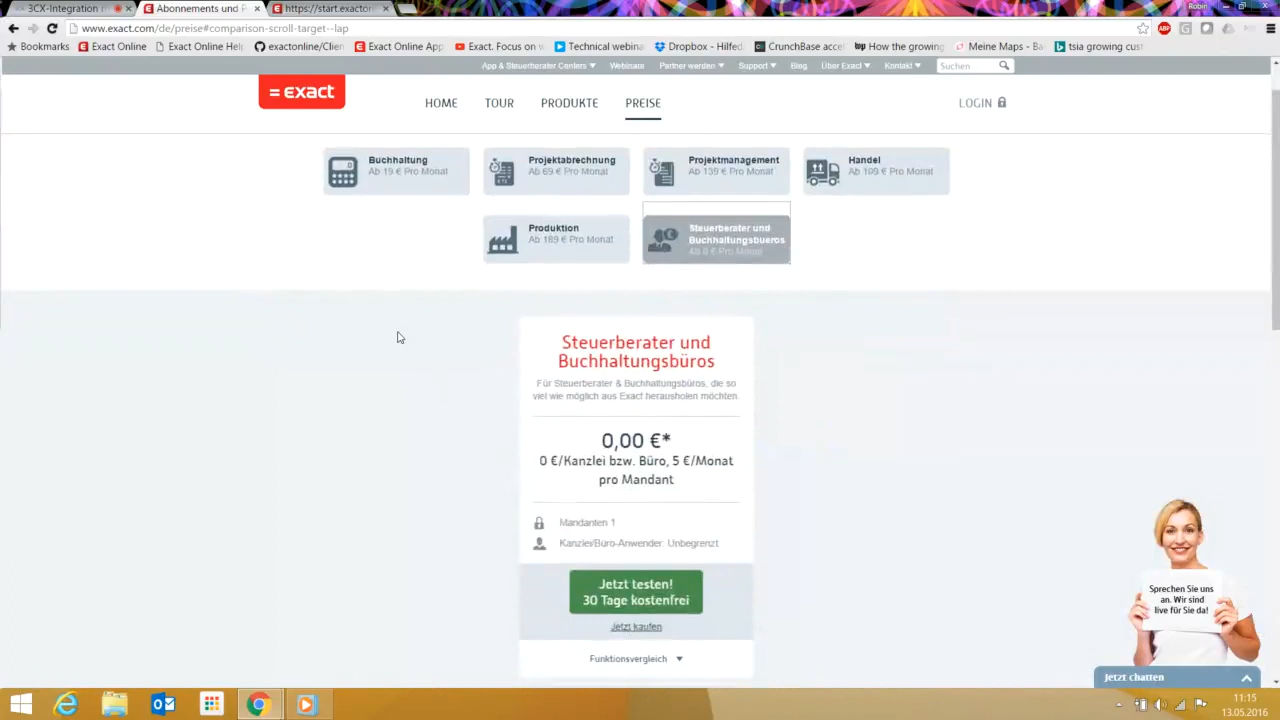 3CX-Integration
Abonnements und P
https://start.exactonl
Robin
www.exact.com/de/preise#comparison-scroll-target--lap
ABP
Bookmarks
Exact Online
Exact Online Help
exactonline/Clien
Exact Online App
Exact. Focus on w
Technical webina
Dropbox - Hilfed
CrunchBase acce
How the growing
Meine Maps - Ba
tsia growing cust
App & Steuerberater Centers
Webinare
Partner werden
Support
Blog
Über Exact
Kontakt
Suchen
= exact
HOME
TOUR
PRODUKTE
PREISE
LOGIN
Buchhaltung
Ab 19 € Pro Monat
Projektabrechnung
Ab 69 € Pro Monat
Projektmanagement
Ab 139 € Pro Monat
Handel
Ab 109 € Pro Monat
Produktion
Ab 189 € Pro Monat
Steuerberater und
Buchhaltungsbueros
Ab 0 € Pro Monat
Steuerberater und
Buchhaltungsbüros
Für Steuerberater & Buchhaltungsbüros, die so
viel wie möglich aus Exact herausholen möchten.
0,00 €*
0 €/Kanzlei bzw. Büro, 5 €/Monat
pro Mandant
Mandanten 1
Kanzlei/Büro-Anwender: Unbegrenzt
Jetzt testen!
30 Tage kostenfrei
Jetzt kaufen
Funktionsvergleich
Sprechen Sie uns
an. Wir sind
live für Sie da!
Jetzt chatten
11:15
13.05.2016